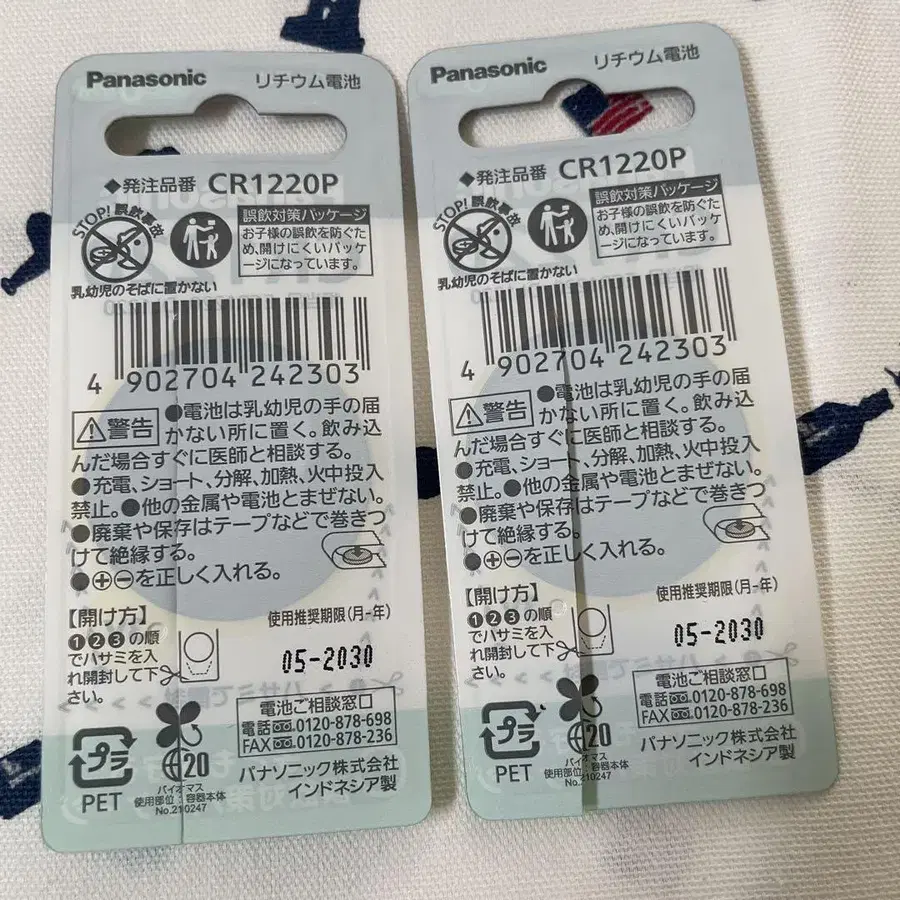 Panasonic リチウム電池
◆発注品番 CR1220P
STOP! 誤飲事故
誤飲対策パッケージ
お子様の誤飲を防ぐた
め、開けにくいパッケ
ージになっています。
乳幼児のそばに置かない
4 902704 242303
警告
●電池は乳幼児の手の届
かない所に置く。飲み込
んだ場合すぐに医師と相談する。
●充電、ショート、分解、加熱、火中投入
禁止。●他の金属や電池とまぜない。
●廃棄や保存はテープなどで巻きつ
けて絶縁する。
●⊕⊖を正しく入れる。
【開け方】
❶❷❸の順
でハサミを入
れ開封して下
さい。
使用推奨期限(月-年)
05-2030
電池ご相談窓口
電話 0120-878-698
FAX 0120-878-236
プラ
PET
20
バイオマス
使用部位:容器本体
No.210247
パナソニック株式会社
インドネシア製
Panasonic リチウム電池
◆発注品番 CR1220P
STOP! 誤飲事故
誤飲対策パッケージ
お子様の誤飲を防ぐた
め、開けにくいパッケ
ージになっています。
乳幼児のそばに置かない
4 902704 242303
警告
●電池は乳幼児の手の届
かない所に置く。飲み込
んだ場合すぐに医師と相談する。
●充電、ショート、分解、加熱、火中投入
禁止。●他の金属や電池とまぜない。
●廃棄や保存はテープなどで巻きつ
けて絶縁する。
●⊕⊖を正しく入れる。
【開け方】
❶❷❸の順
でハサミを入
れ開封して下
さい。
使用推奨期限(月-年)
05-2030
電池ご相談窓口
電話 0120-878-698
FAX 0120-878-236
プラ
PET
20
バイオマス
使用部位:容器本体
No.210247
パナソニック株式会社
インドネシア製